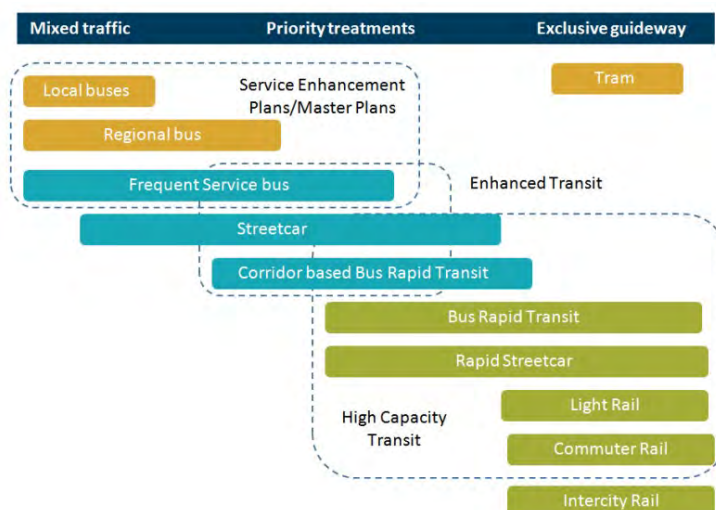 Mixed traffic
Priority treatments
Exclusive guideway
Local buses
Service Enhancement
Plans/Master Plans
Tram
Regional bus
Frequent Service bus
Enhanced Transit
Streetcar
Corridor based Bus Rapid Transit
Bus Rapid Transit
Rapid Streetcar
High Capacity
Transit
Light Rail
Commuter Rail
Intercity Rail